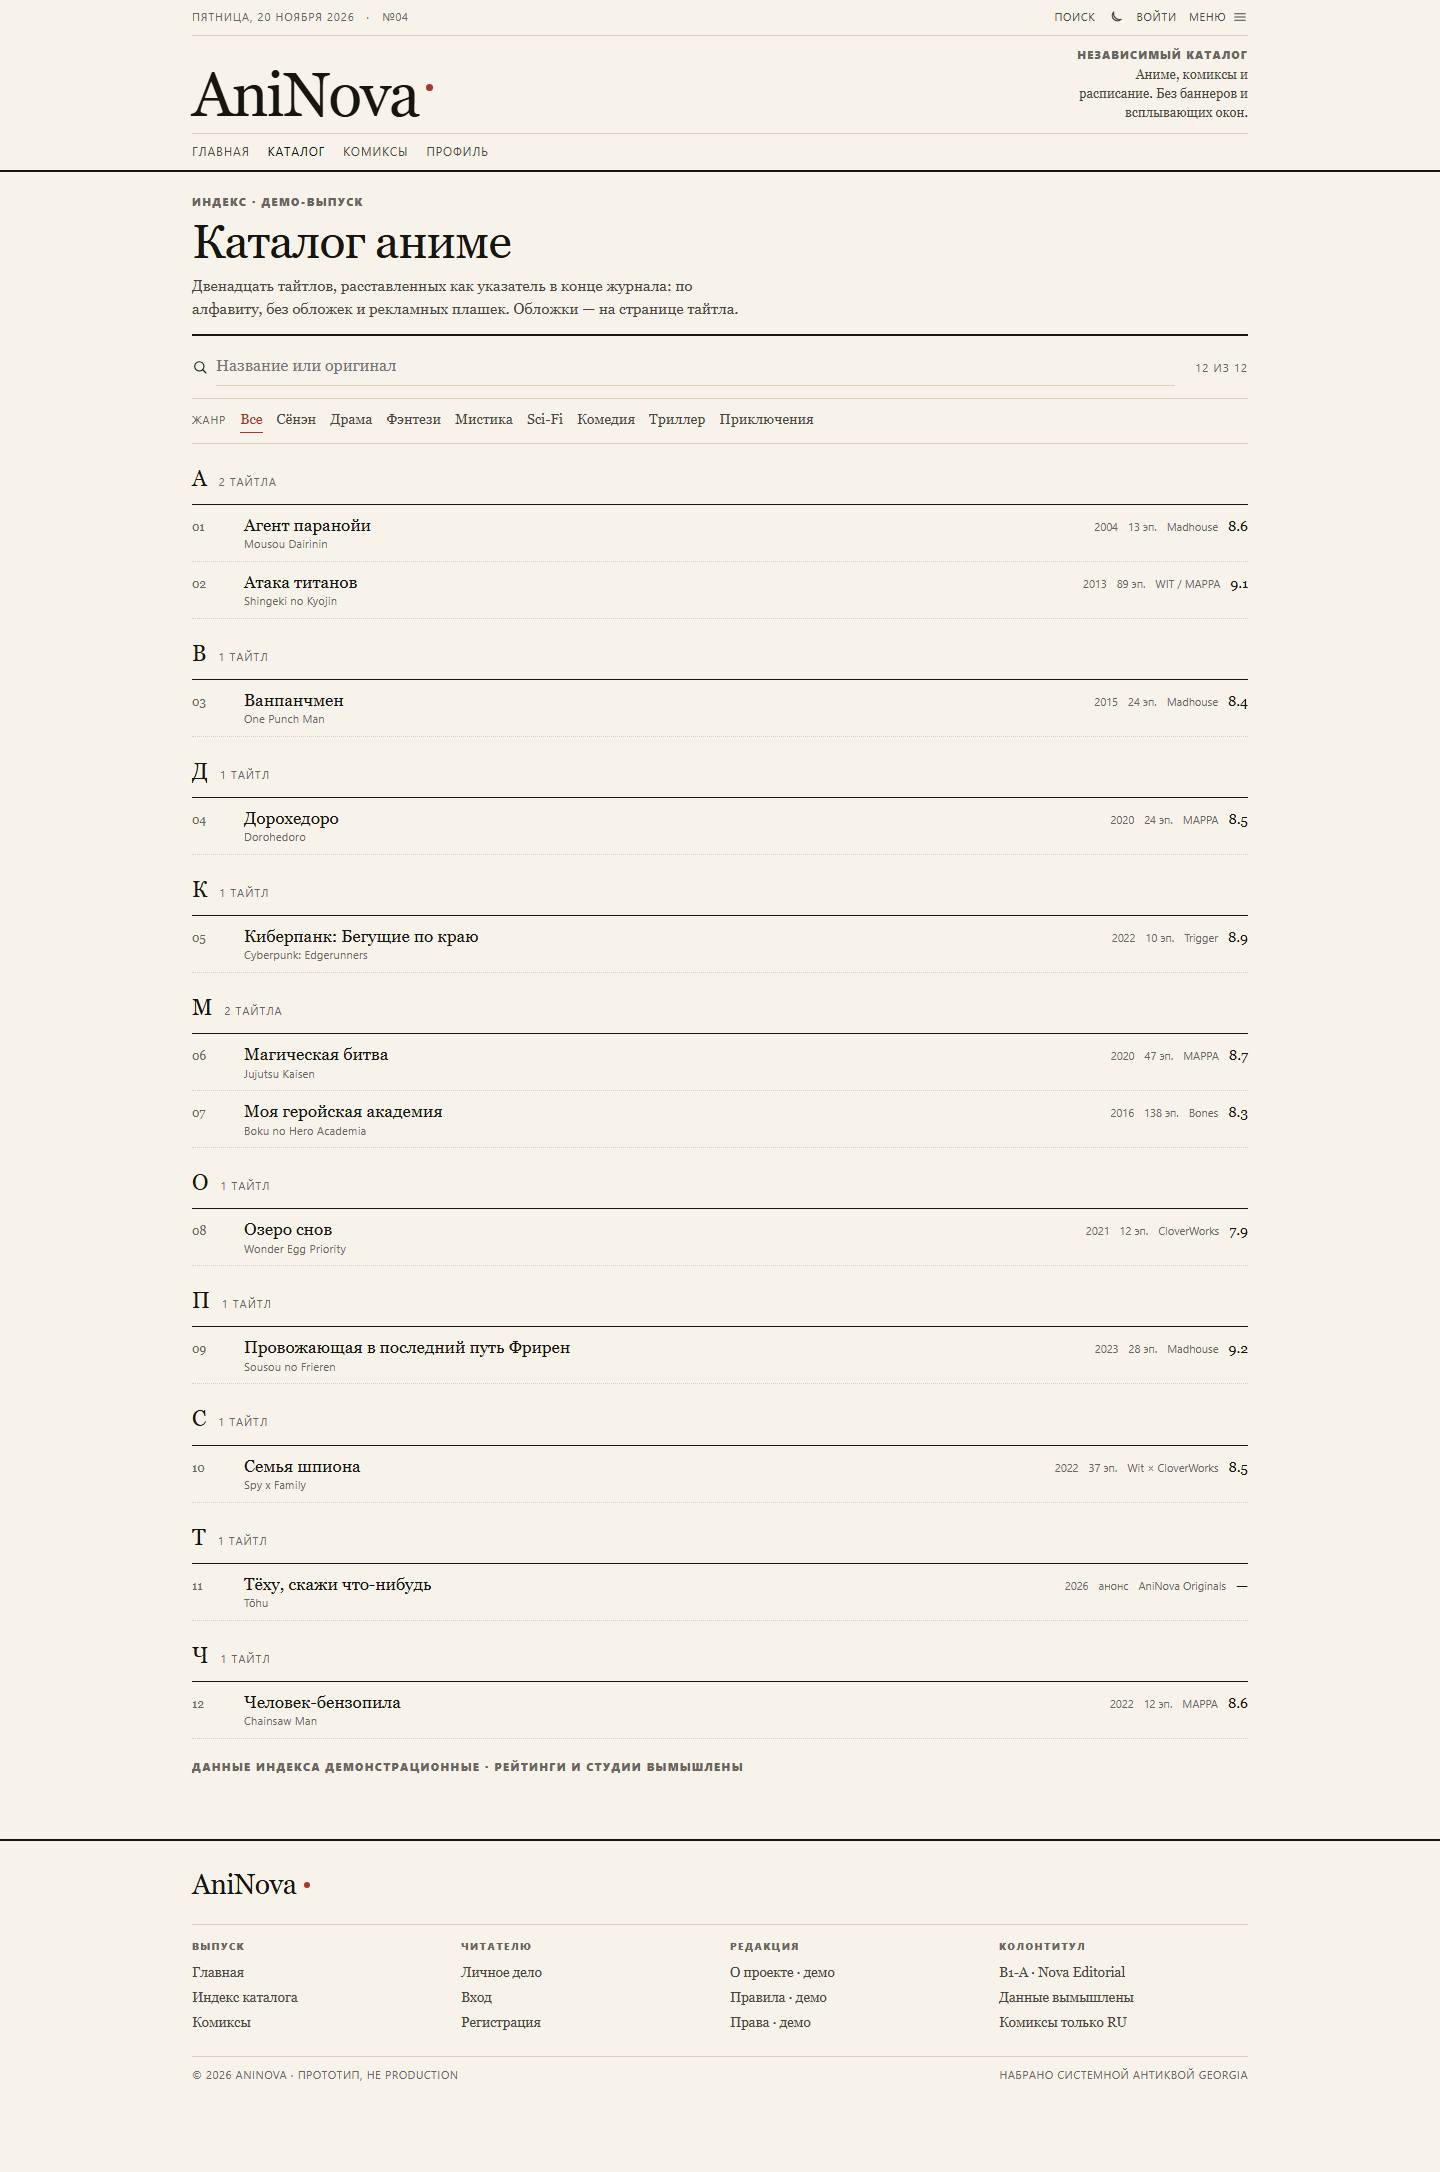 ПЯТНИЦА, 20 НОЯБРЯ 2026 · №04
ПОИСК ВОЙТИ МЕНЮ
AniNova
НЕЗАВИСИМЫЙ КАТАЛОГ
Аниме, комиксы и
расписание. Без баннеров и
всплывающих окон.
ГЛАВНАЯ КАТАЛОГ КОМИКСЫ ПРОФИЛЬ
ИНДЕКС · ДЕМО-ВЫПУСК
Каталог аниме
Двенадцать тайтлов, расставленных как указатель в конце журнала: по
алфавиту, без обложек и рекламных плашек. Обложки — на странице тайтла.
Название или оригинал
12 ИЗ 12
ЖАНР Все Сёнэн Драма Фэнтези Мистика Sci-Fi Комедия Триллер Приключения
А 2 ТАЙТЛА
01 Агент паранойи 2004 13 эп. Madhouse 8.6
Mousou Dairinin
02 Атака титанов 2013 89 эп. WIT / MAPPA 9.1
Shingeki no Kyojin
В 1 ТАЙТЛ
03 Ванпанчмен 2015 24 эп. Madhouse 8.4
One Punch Man
Д 1 ТАЙТЛ
04 Дорохедоро 2020 24 эп. MAPPA 8.5
Dorohedoro
К 1 ТАЙТЛ
05 Киберпанк: Бегущие по краю 2022 10 эп. Trigger 8.9
Cyberpunk: Edgerunners
М 2 ТАЙТЛА
06 Магическая битва 2020 47 эп. MAPPA 8.7
Jujutsu Kaisen
07 Моя геройская академия 2016 138 эп. Bones 8.3
Boku no Hero Academia
О 1 ТАЙТЛ
08 Озеро снов 2021 12 эп. CloverWorks 7.9
Wonder Egg Priority
П 1 ТАЙТЛ
09 Провожающая в последний путь Фрирен 2023 28 эп. Madhouse 9.2
Sousou no Frieren
С 1 ТАЙТЛ
10 Семья шпиона 2022 37 эп. Wit × CloverWorks 8.5
Spy x Family
Т 1 ТАЙТЛ
11 Тёху, скажи что-нибудь 2026 анонс AniNova Originals —
Tōhu
Ч 1 ТАЙТЛ
12 Человек-бензопила 2022 12 эп. MAPPA 8.6
Chainsaw Man
ДАННЫЕ ИНДЕКСА ДЕМОНСТРАЦИОННЫЕ · РЕЙТИНГИ И СТУДИИ ВЫМЫШЛЕНЫ
AniNova
ВЫПУСК
Главная
Индекс каталога
Комиксы
ЧИТАТЕЛЮ
Личное дело
Вход
Регистрация
РЕДАКЦИЯ
О проекте · демо
Правила · демо
Права · демо
КОЛОНТИТУЛ
B1-A · Nova Editorial
Данные вымышлены
Комиксы только RU
© 2026 ANINOVA · ПРОТОТИП, НЕ PRODUCTION
НАБРАНО СИСТЕМНОЙ АНТИКВОЙ GEORGIA